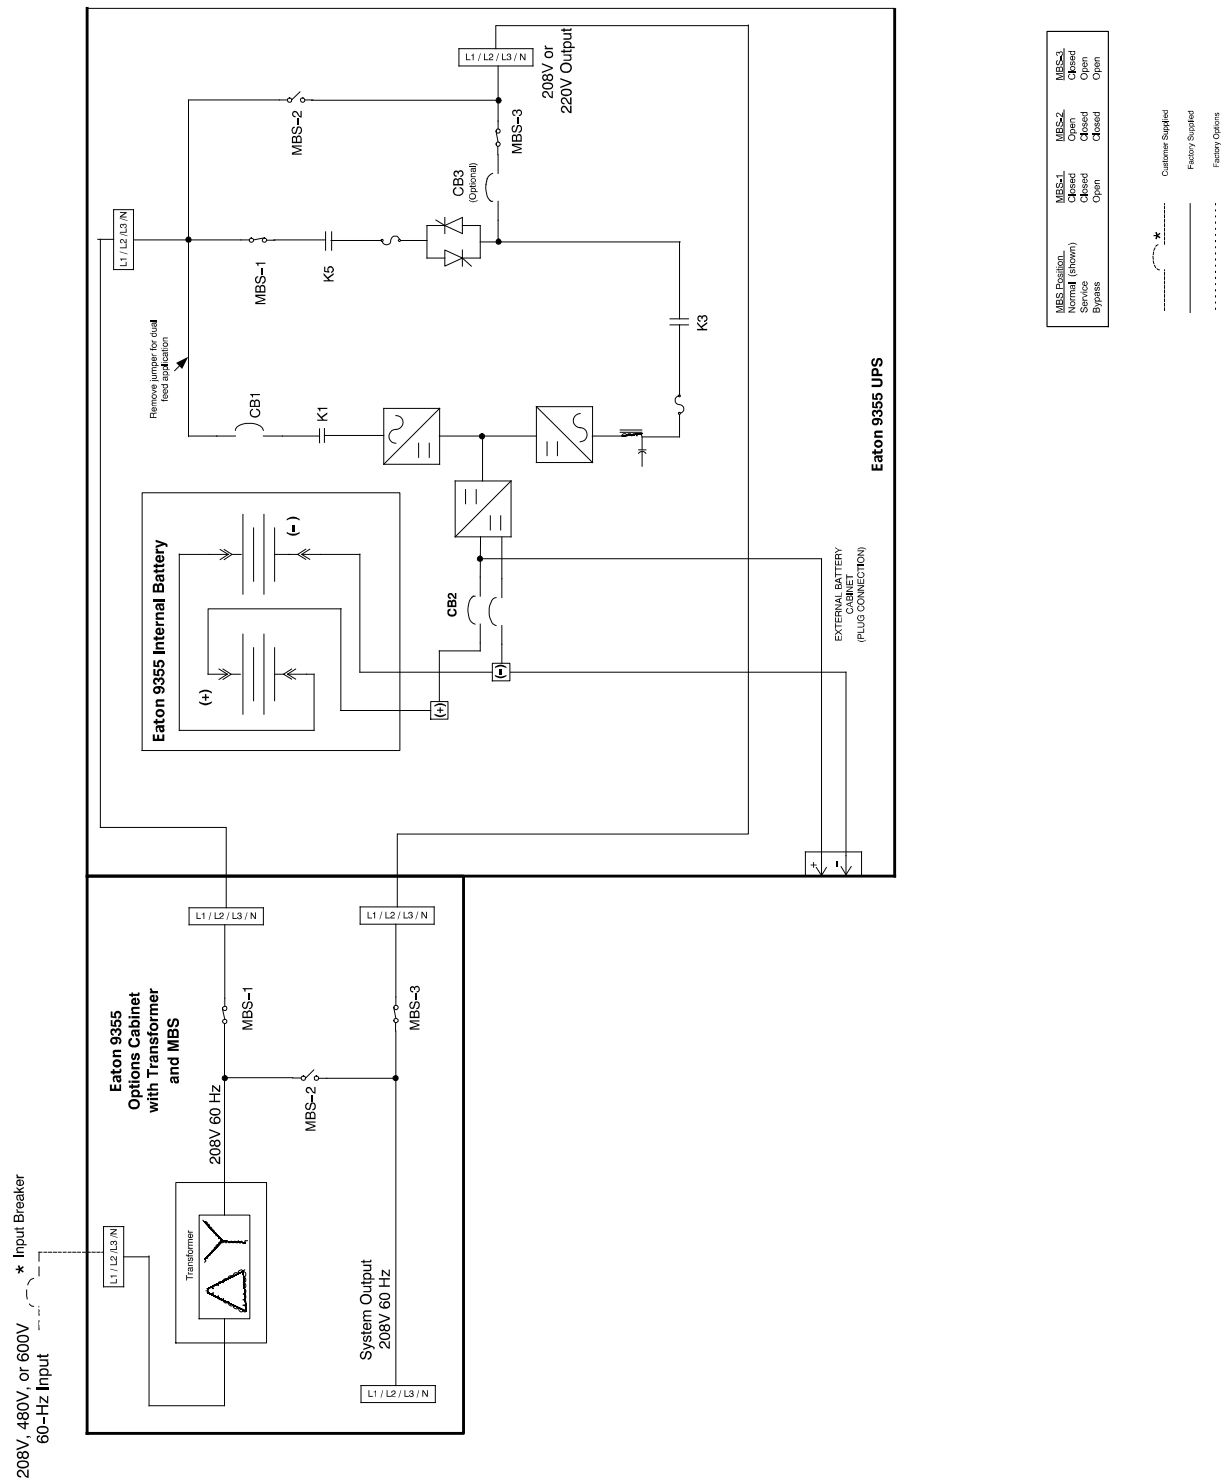 208V, 480V, or 600V
60-Hz Input
* Input Breaker
L1 / L2 /L3 /N
Eaton 9355
Options Cabinet
with Transformer
and MBS
Transformer
208V 60 Hz
MBS-1
MBS-2
MBS-3
L1 / L2 / L3 / N
L1 / L2 / L3 / N
System Output
208V 60 Hz
L1 / L2 / L3 / N
Eaton 9355 UPS
L1 / L2 /L3 /N
Remove jumper for dual
feed application
Eaton 9355 Internal Battery
(+)
(-)
(+)
(-)
CB2
CB1
K1
MBS-1
K5
MBS-2
K3
CB3
(Optional)
MBS-3
L1 / L2 / L3 / N
208V or
220V Output
EXTERNAL BATTERY
CABINET
(PLUG CONNECTION)
+
-
MBS Position MBS-1 MBS-2 MBS-3
Normal (shown) Closed Open Closed
Service Closed Closed Open
Bypass Open Closed Open
*
Customer Supplied
Factory Supplied
Factory Options